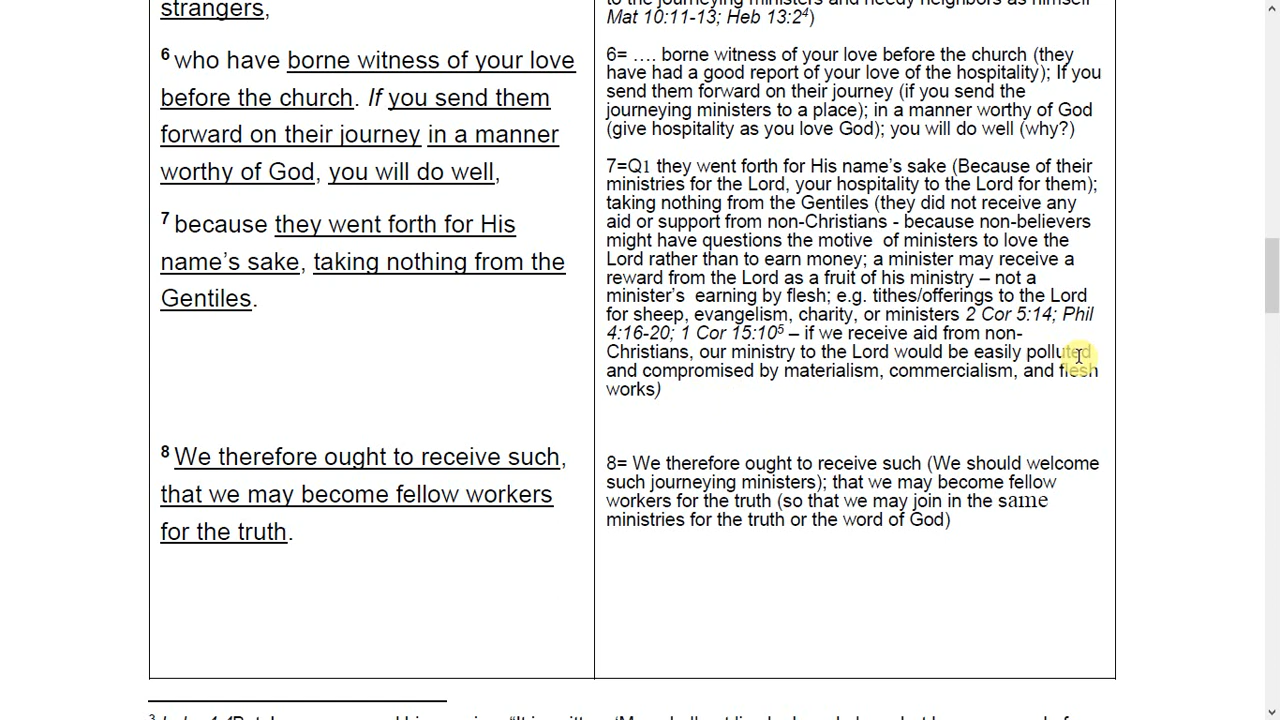 strangers,
6 who have borne witness of your love
before the church. If you send them
forward on their journey in a manner
worthy of God, you will do well,
7 because they went forth for His
name’s sake, taking nothing from the
Gentiles.
8 We therefore ought to receive such,
that we may become fellow workers
for the truth.
to the journeying ministers and needy neighbors as himself
Mat 10:11-13; Heb 13:24)
6= …. borne witness of your love before the church (they
have had a good report of your love of the hospitality); If you
send them forward on their journey (if you send the
journeying ministers to a place); in a manner worthy of God
(give hospitality as you love God); you will do well (why?)
7=Q1 they went forth for His name’s sake (Because of their
ministries for the Lord, your hospitality to the Lord for them);
taking nothing from the Gentiles (they did not receive any
aid or support from non-Christians - because non-believers
might have questions the motive of ministers to love the
Lord rather than to earn money; a minister may receive a
reward from the Lord as a fruit of his ministry – not a
minister’s earning by flesh; e.g. tithes/offerings to the Lord
for sheep, evangelism, charity, or ministers 2 Cor 5:14; Phil
4:16-20; 1 Cor 15:105 – if we receive aid from non-
Christians, our ministry to the Lord would be easily polluted
and compromised by materialism, commercialism, and flesh
works)
8= We therefore ought to receive such (We should welcome
such journeying ministers); that we may become fellow
workers for the truth (so that we may join in the same
ministries for the truth or the word of God)